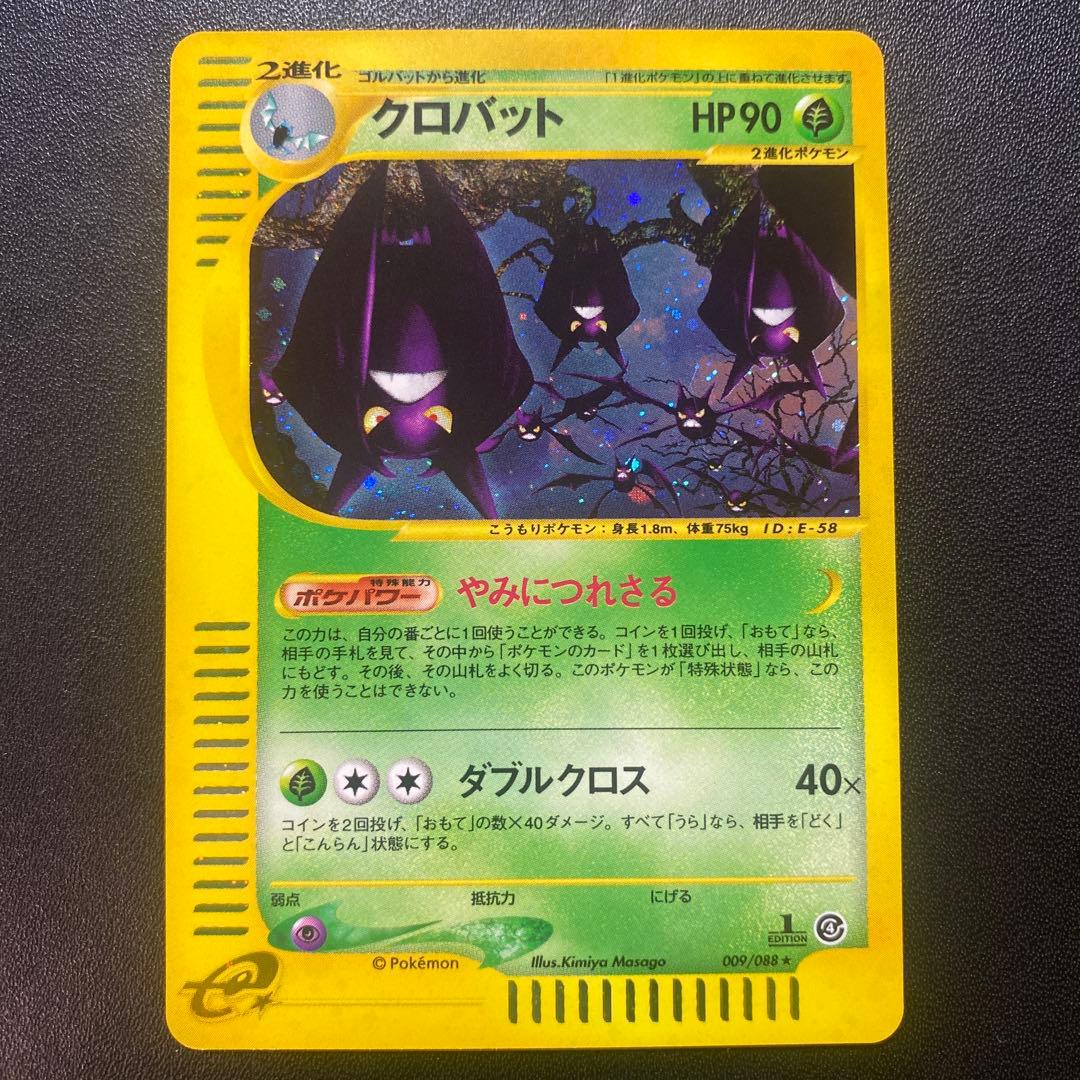 2進化 ゴルバットから進化 「1進化ポケモン」の上に重ねて進化させます。
クロバット HP90
2進化ポケモン
こうもりポケモン：身長1.8m、体重75kg ID:E-58
特殊能力
ポケパワー やみにつれさる
この力は、自分の番ごとに1回使うことができる。コインを1回投げ、「おもて」なら、
相手の手札を見て、その中から「ポケモンのカード」を1枚選び出し、相手の山札
にもどす。その後、その山札をよく切る。このポケモンが「特殊状態」なら、この
力を使うことはできない。
ダブルクロス 40×
コインを2回投げ、「おもて」の数×40ダメージ。すべて「うら」なら、相手を「どく」
と「こんらん」状態にする。
弱点 抵抗力 にげる
1
EDITION 4
©Pokémon Illus.Kimiya Masago 009/088★
e